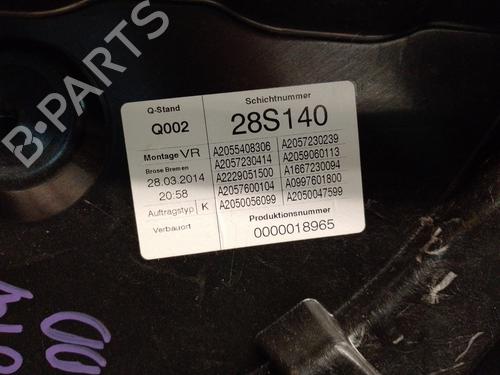 B-PARTS
Q-Stand
Q002
Schichtnummer
28S140
Montage VR
Brose Bremen
28.03.2014
20:58
Auftragstyp K
Verbauort
A2055408306 A2057230239
A2057230414 A2059060113
A2229051500 A1667230094
A2057600104 A0997601800
A2050056099 A2050047599
Produktionsnummer
0000018965